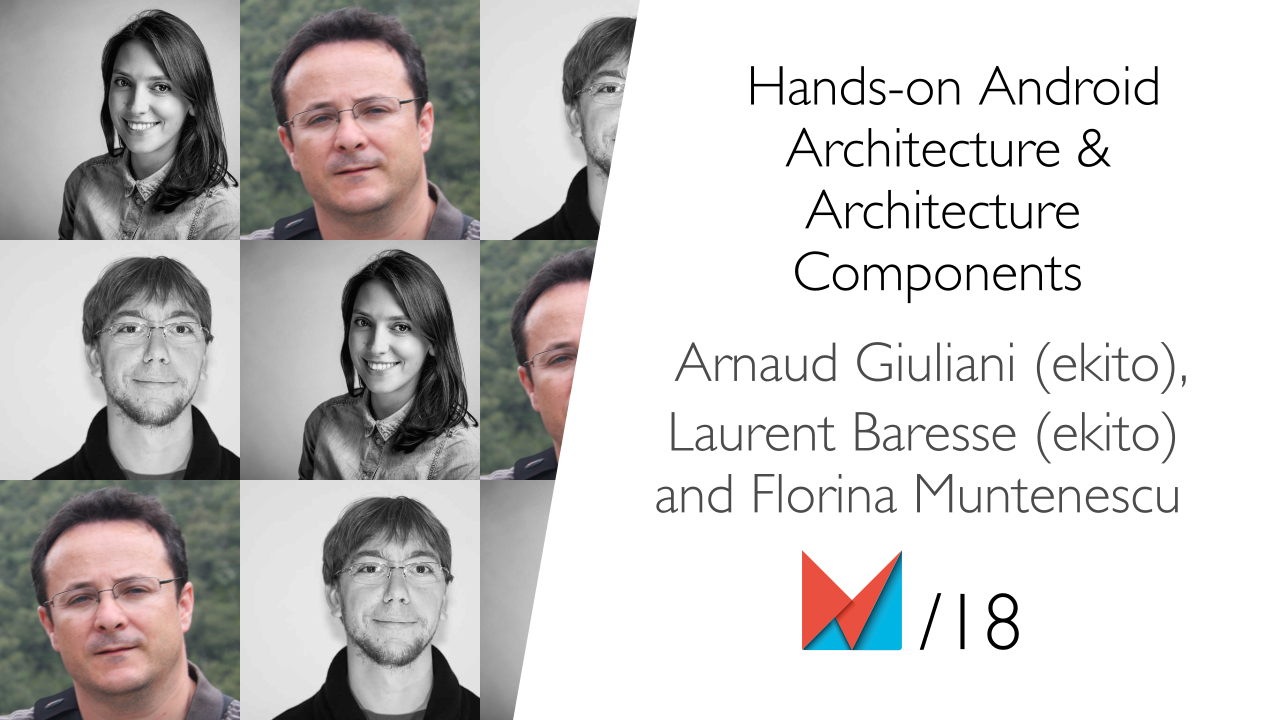 Hands-on Android
Architecture &
Architecture
Components
Arnaud Giuliani (ekito),
Laurent Baresse (ekito)
and Florina Muntenescu
/18